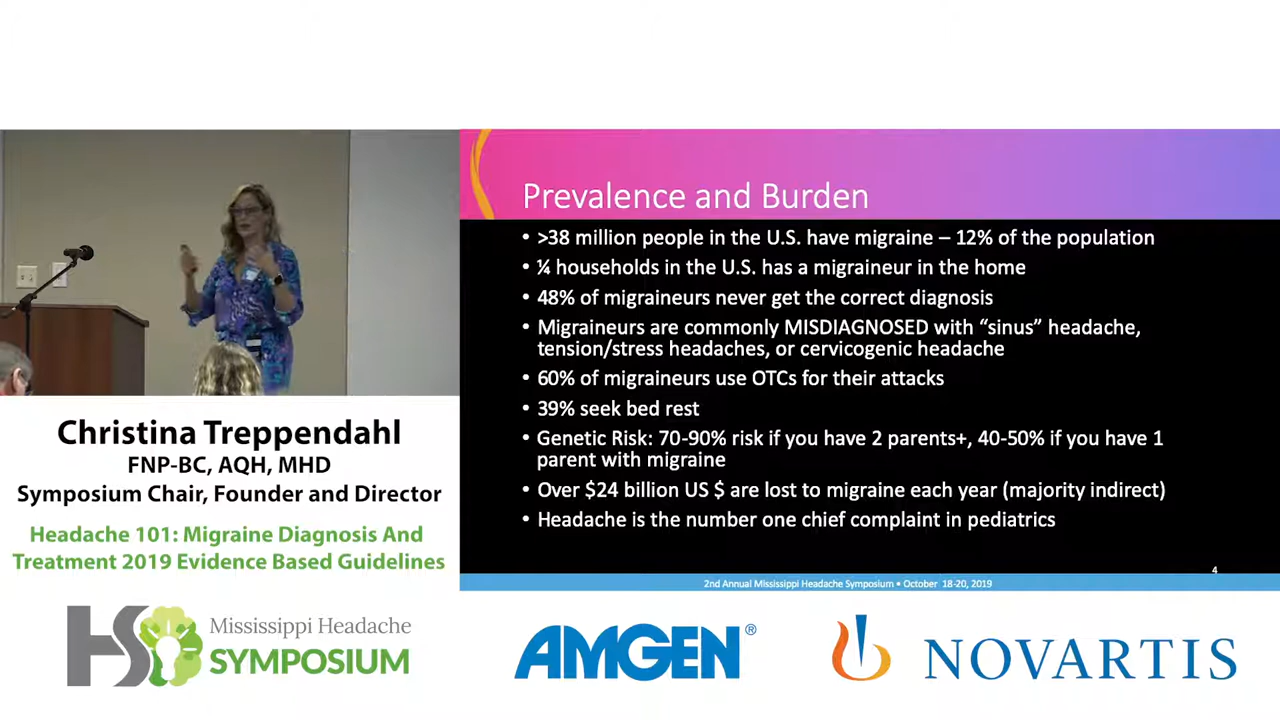 Prevalence and Burden
• >38 million people in the U.S. have migraine – 12% of the population
• ¼ households in the U.S. has a migraineur in the home
• 48% of migraineurs never get the correct diagnosis
• Migraineurs are commonly MISDIAGNOSED with “sinus” headache,
tension/stress headaches, or cervicogenic headache
• 60% of migraineurs use OTCs for their attacks
• 39% seek bed rest
• Genetic Risk: 70-90% risk if you have 2 parents+, 40-50% if you have 1
parent with migraine
• Over $24 billion US $ are lost to migraine each year (majority indirect)
• Headache is the number one chief complaint in pediatrics
4
2nd Annual Mississippi Headache Symposium • October 18-20, 2019
Christina Treppendahl
FNP-BC, AQH, MHD
Symposium Chair, Founder and Director
Headache 101: Migraine Diagnosis And
Treatment 2019 Evidence Based Guidelines
HS
Mississippi Headache
SYMPOSIUM
AMGEN®
NOVARTIS